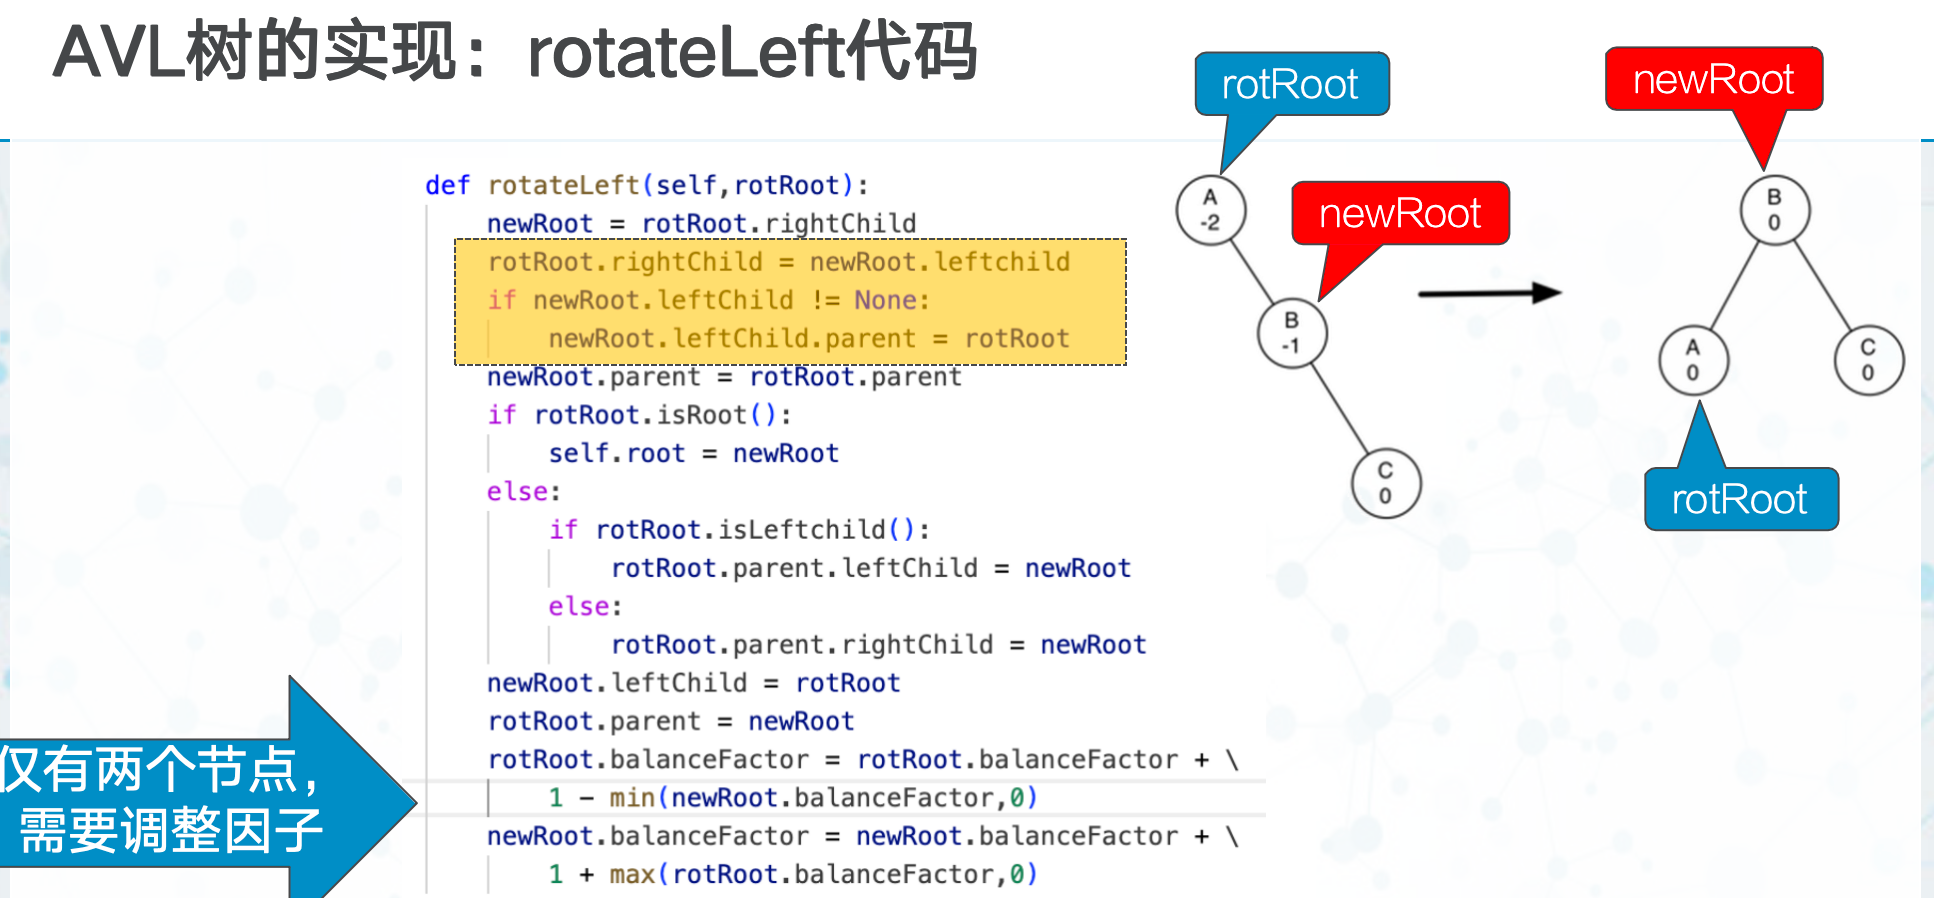 AVL树的实现：rotateLeft代码
rotRoot
newRoot
def rotateLeft(self,rotRoot):
newRoot = rotRoot.rightChild
rotRoot.rightChild = newRoot.leftchild
if newRoot.leftChild != None:
newRoot.leftChild.parent = rotRoot
newRoot.parent = rotRoot.parent
if rotRoot.isRoot():
self.root = newRoot
else:
if rotRoot.isLeftchild():
rotRoot.parent.leftChild = newRoot
else:
rotRoot.parent.rightChild = newRoot
newRoot.leftChild = rotRoot
rotRoot.parent = newRoot
rotRoot.balanceFactor = rotRoot.balanceFactor + \
1 - min(newRoot.balanceFactor,0)
newRoot.balanceFactor = newRoot.balanceFactor + \
1 + max(rotRoot.balanceFactor,0)
仅有两个节点，
需要调整因子
A
-2
newRoot
B
-1
C
0
B
0
A
0
C
0
rotRoot